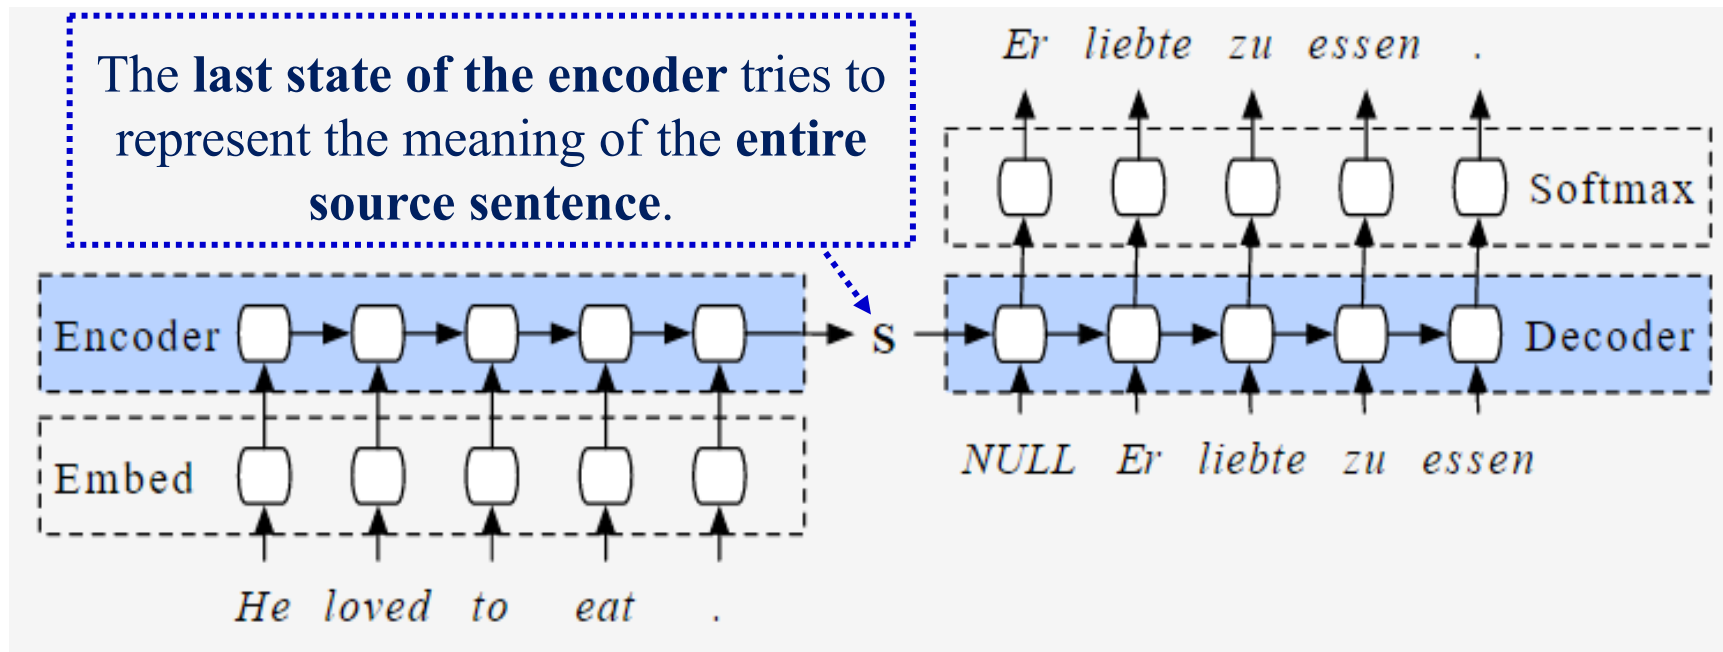 The last state of the encoder tries to
represent the meaning of the entire
source sentence.
Er liebte zu essen .
Softmax
Encoder
S
Decoder
Embed
NULL Er liebte zu essen
He loved to eat .